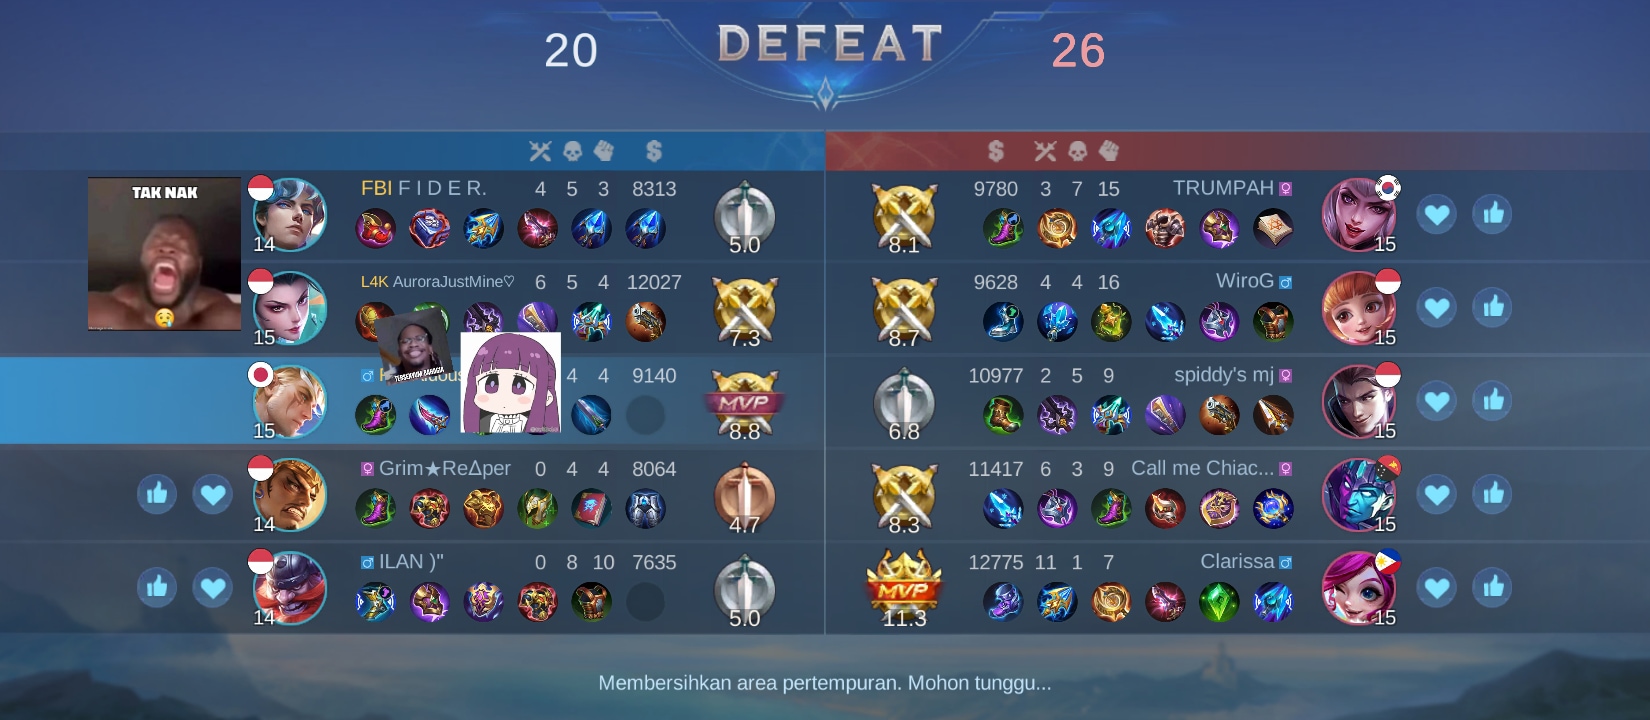 20 DEFEAT 26
TAK NAK
FBI F I D E R. 4 5 3 8313
14 5.0
9780 3 7 15 TRUMPAH
8.1 15
L4K AuroraJustMine♡ 6 5 4 12027
15 7.3
9628 4 4 16 WiroG
8.7 15
TERSENYUM BAHAGIA
4 4 9140
MVP
15 8.8
10977 2 5 9 spiddy's mj
6.8 15
Grim★ReΔper 0 4 4 8064
14 4.7
11417 6 3 9 Call me Chiac...
8.3 15
ILAN )" 0 8 10 7635
14 5.0
12775 11 1 7 Clarissa
MVP
11.3 15
Membersihkan area pertempuran. Mohon tunggu...